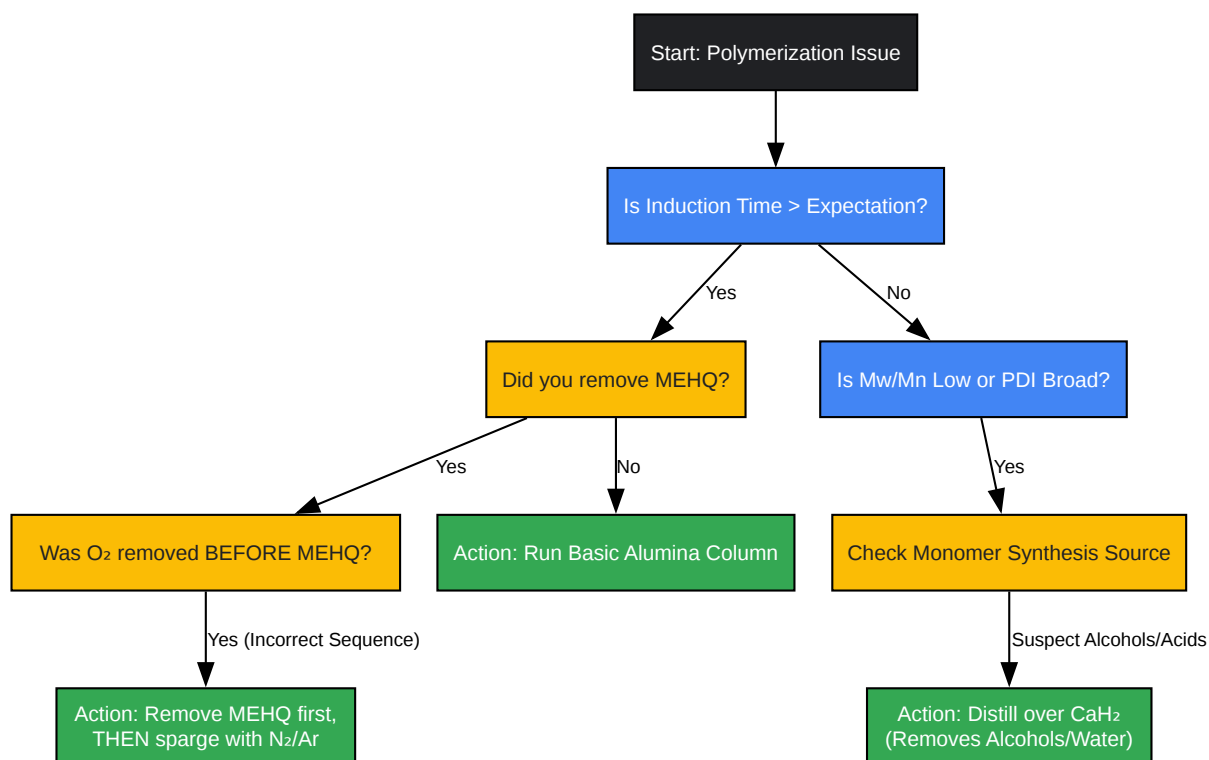 Start: Polymerization Issue
Is Induction Time > Expectation?
Yes
No
Did you remove MEHQ?
Is Mw/Mn Low or PDI Broad?
Yes
No
Yes
Was O₂ removed BEFORE MEHQ?
Action: Run Basic Alumina Column
Check Monomer Synthesis Source
Yes (Incorrect Sequence)
Suspect Alcohols/Acids
Action: Remove MEHQ first,
THEN sparge with N₂/Ar
Action: Distill over CaH₂
(Removes Alcohols/Water)